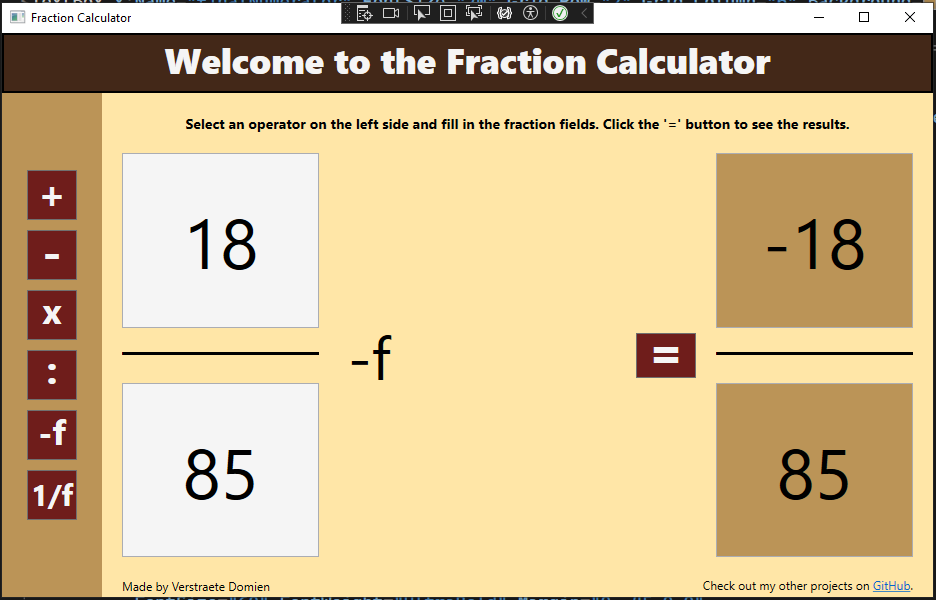 Fraction Calculator
Welcome to the Fraction Calculator
Select an operator on the left side and fill in the fraction fields. Click the '=' button to see the results.
+
-
x
:
-f
1/f
18
85
-f
=
-18
85
Made by Verstraete Domien
Check out my other projects on GitHub.